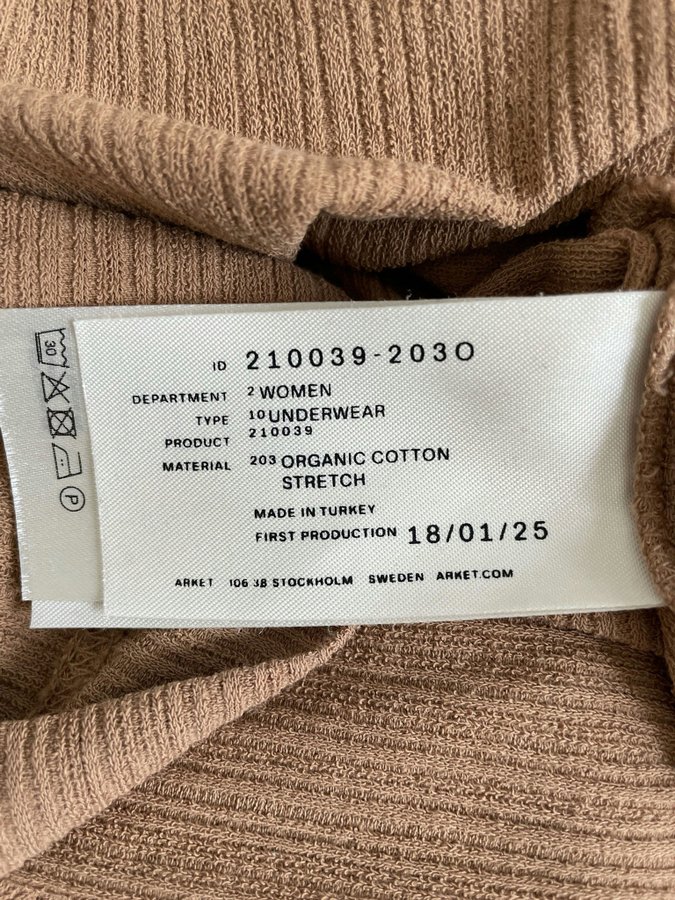 ID 210039-2030
DEPARTMENT 2 WOMEN
TYPE 10 UNDERWEAR
PRODUCT 210039
MATERIAL 203 ORGANIC COTTON
STRETCH
MADE IN TURKEY
FIRST PRODUCTION 18/01/25
ARKET 106 38 STOCKHOLM SWEDEN ARKET.COM
30
P